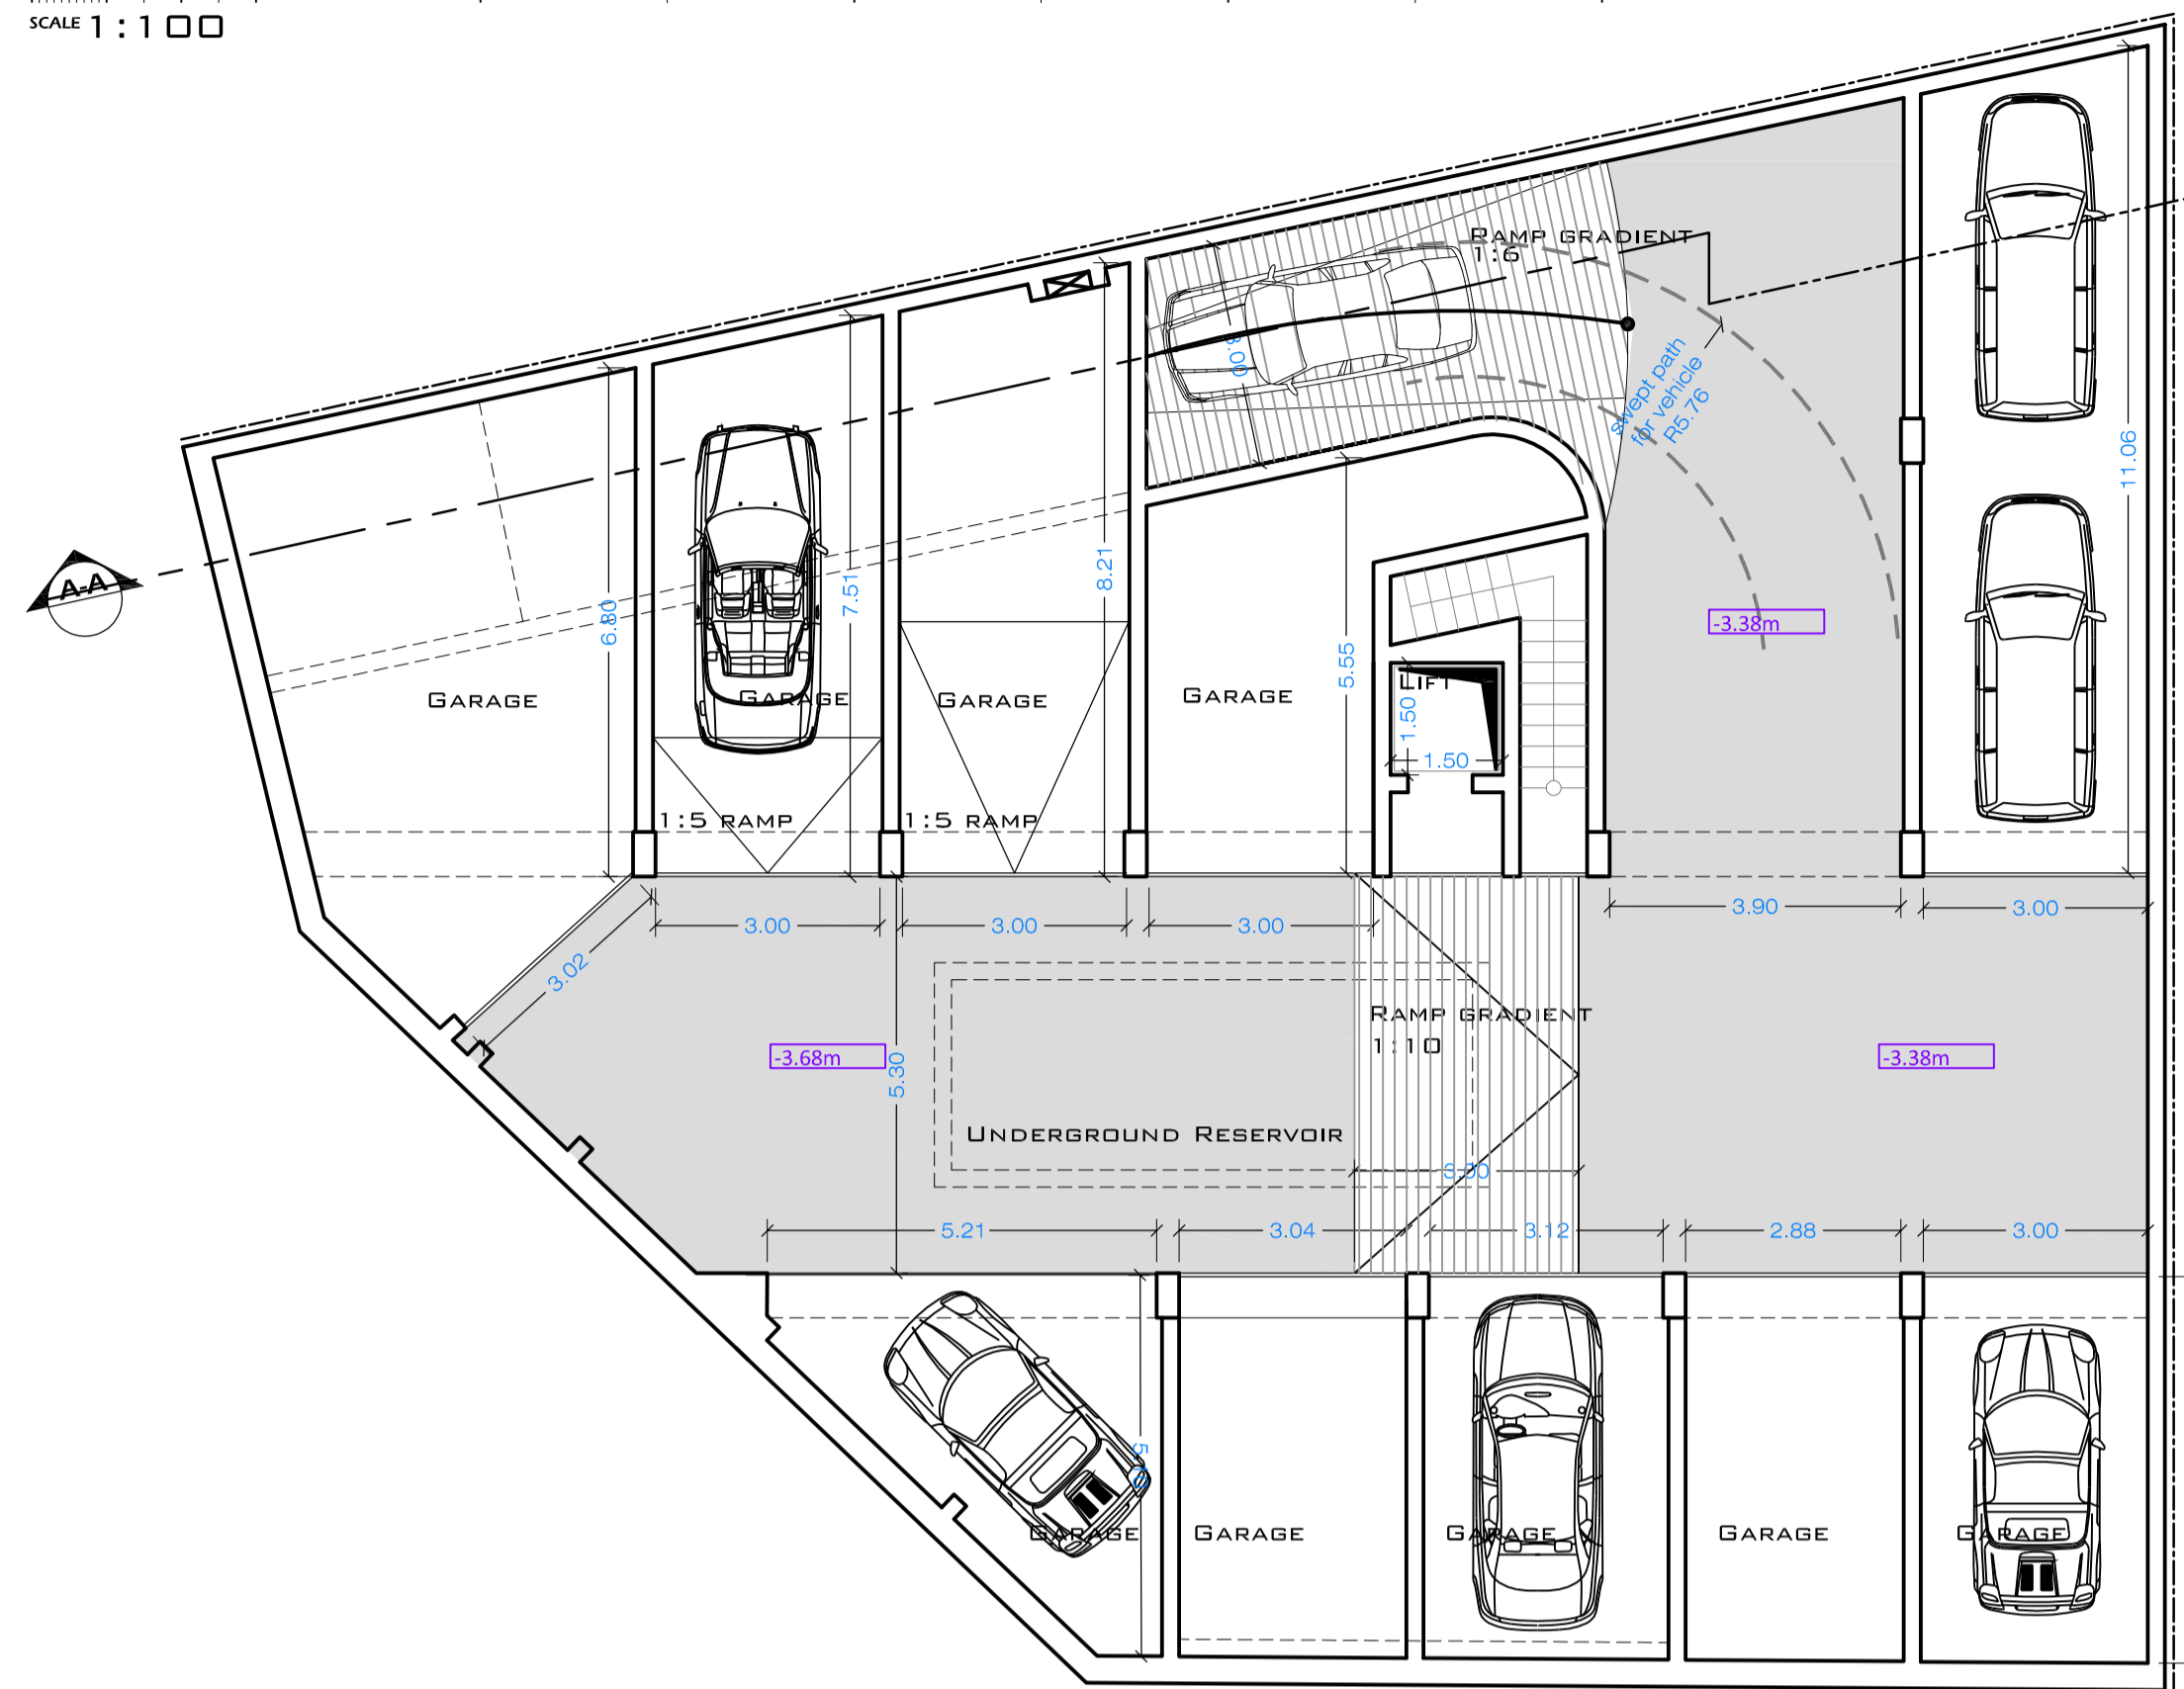 SCALE 1:100
RAMP GRADIENT
1:6
3.00
swept path
for vehicle
R5.76
11.06
A-A
6.80
7.51
8.21
5.55
-3.38m
GARAGE
GARAGE
GARAGE
GARAGE
LIFT
1.50
1.50
1:5 RAMP
1:5 RAMP
3.02
3.00
3.00
3.00
3.90
3.00
RAMP GRADIENT
1:10
-3.68m
5.30
-3.38m
UNDERGROUND RESERVOIR
3.90
5.21
3.04
3.12
2.88
3.00
5.10
GARAGE
GARAGE
GARAGE
GARAGE
GARAGE